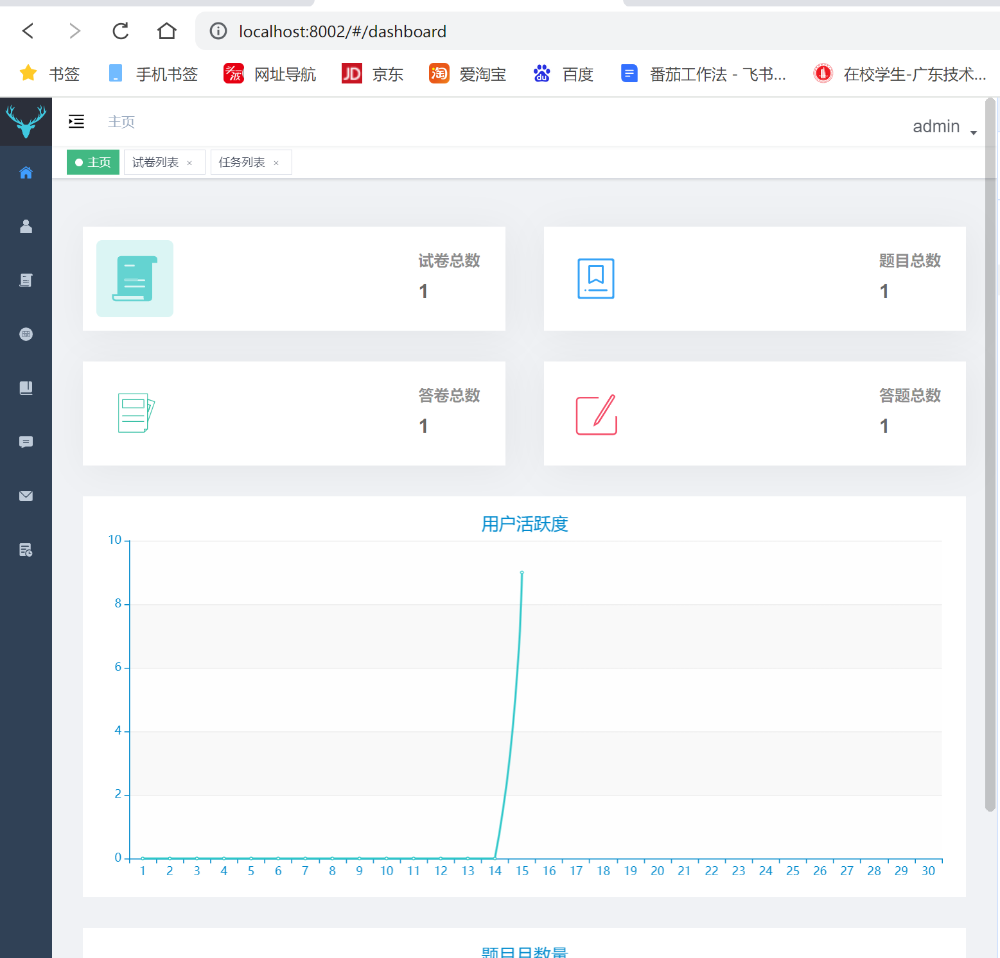 localhost:8002/#/dashboard
书签 手机书签 头派 网址导航 JD 京东 淘 爱淘宝 du 百度 番茄工作法 - 飞书... 在校学生-广东技术...
主页 admin
主页 试卷列表 × 任务列表 ×
试卷总数
1
题目总数
1
答卷总数
1
答题总数
1
用户活跃度
10
8
6
4
2
0
1 2 3 4 5 6 7 8 9 10 11 12 13 14 15 16 17 18 19 20 21 22 23 24 25 26 27 28 29 30
题目月数量